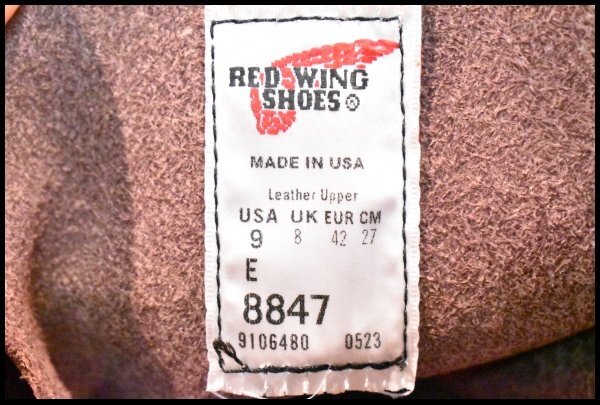 RED WING
SHOES®
MADE IN USA
Leather Upper
USA UK EUR CM
9 8 42 27
E
8847
9106480 0523